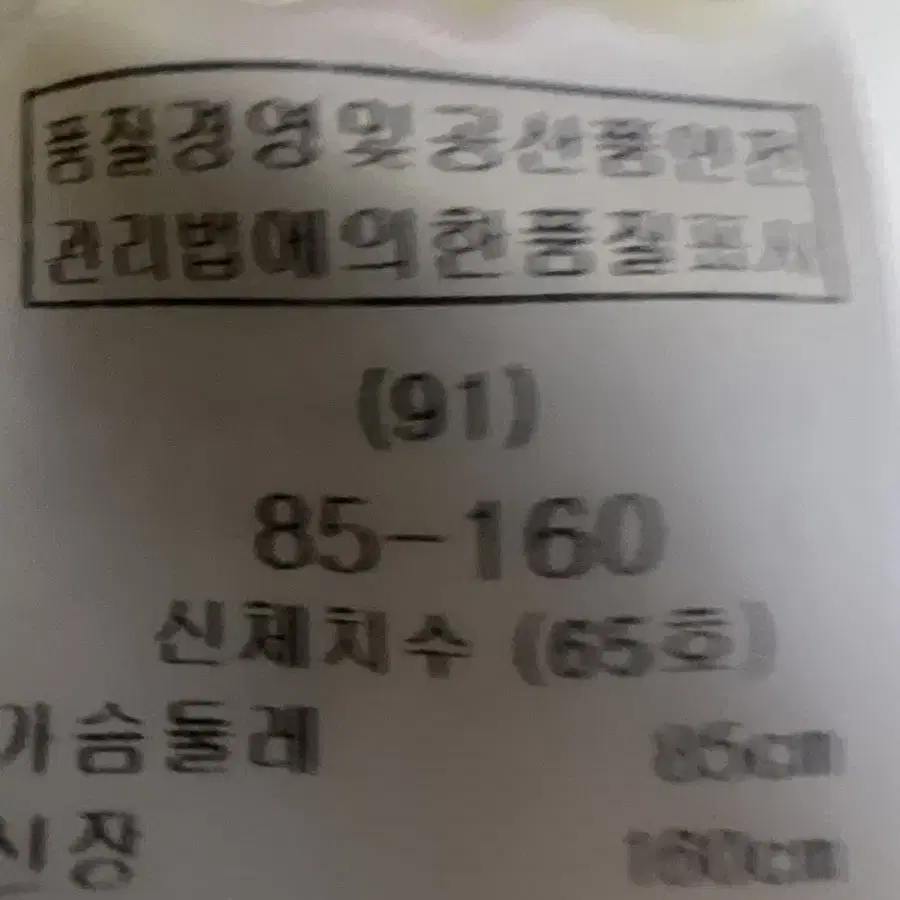 품질경영및공산품안전
관리법에의한품질표시
(91)
85-160
신체치수 (65호)
가슴둘레 85cm
신장 160cm